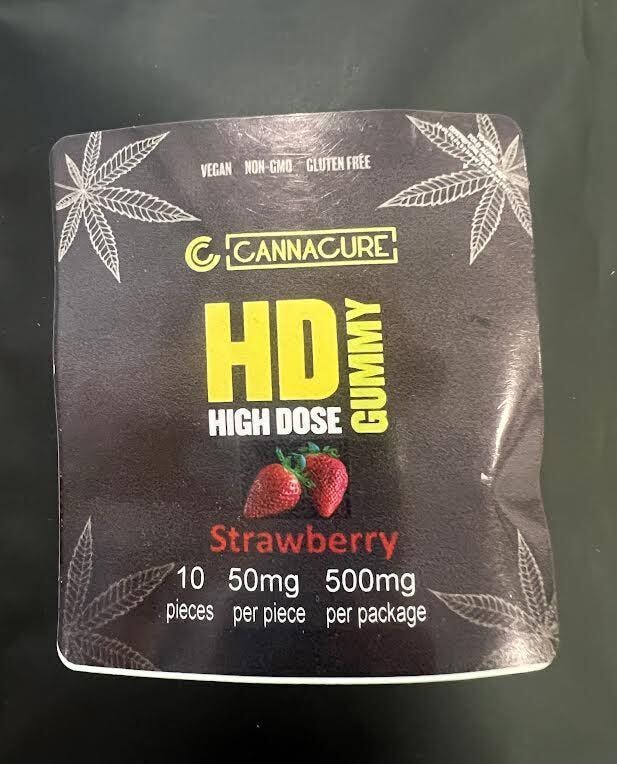 VEGAN NON-GMO GLUTEN FREE
CANNACURE
HD
GUMMY
HIGH DOSE
Strawberry
10 50mg 500mg
pieces per piece per package